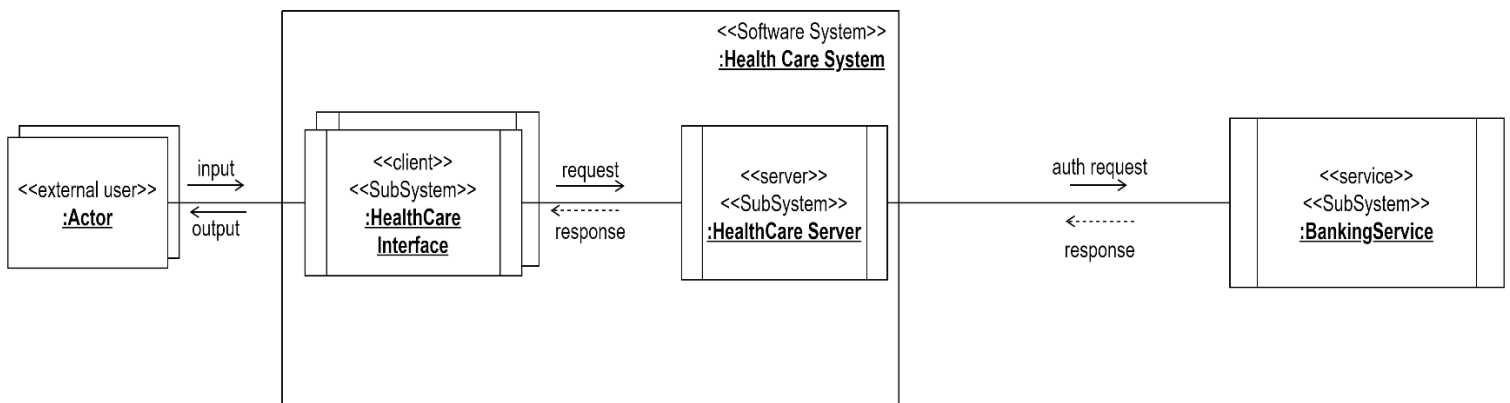 <<Software System>>
:Health Care System
<<external user>>
:Actor
input
output
<<client>>
<<SubSystem>>
:HealthCare
Interface
request
response
<<server>>
<<SubSystem>>
:HealthCare Server
auth request
response
<<service>>
<<SubSystem>>
:BankingService